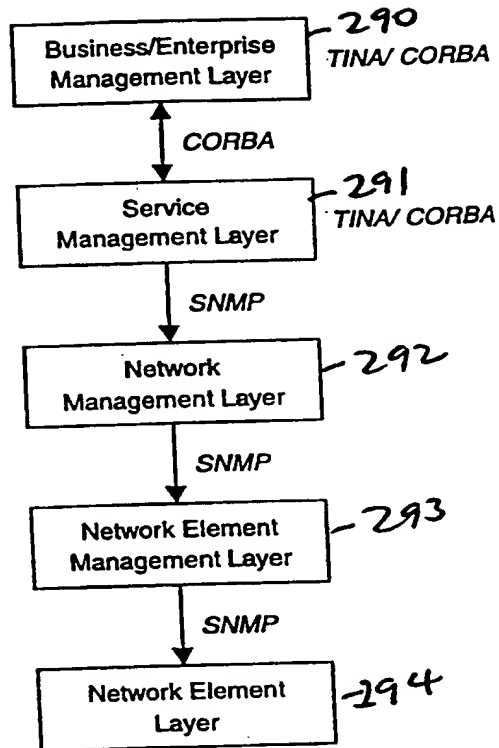 290
Business/Enterprise
Management Layer
TINA/ CORBA
CORBA
291
Service
Management Layer
TINA/ CORBA
SNMP
292
Network
Management Layer
SNMP
293
Network Element
Management Layer
SNMP
294
Network Element
Layer